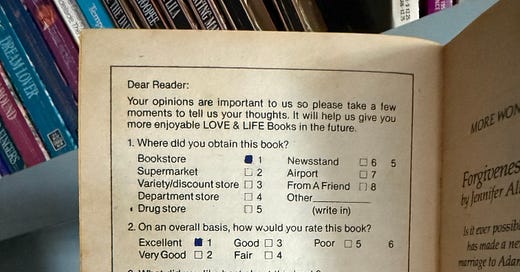 DREAM LOVER
Dear Reader:
Your opinions are important to us so please take a few
moments to tell us your thoughts. It will help us give you
more enjoyable LOVE & LIFE Books in the future.
1. Where did you obtain this book?
Bookstore 1 Newsstand 6 5
Supermarket 2 Airport 7
Variety/discount store 3 From A Friend 8
Department store 4 Other
Drug store 5 (write in)
2. On an overall basis, how would you rate this book?
Excellent 1 Good 3 Poor 5 6
Very Good 2 Fair 4
MORE WON
Forgiveness
by Jennifer Al
Is it ever possib
has made a ne
marriage to Adam